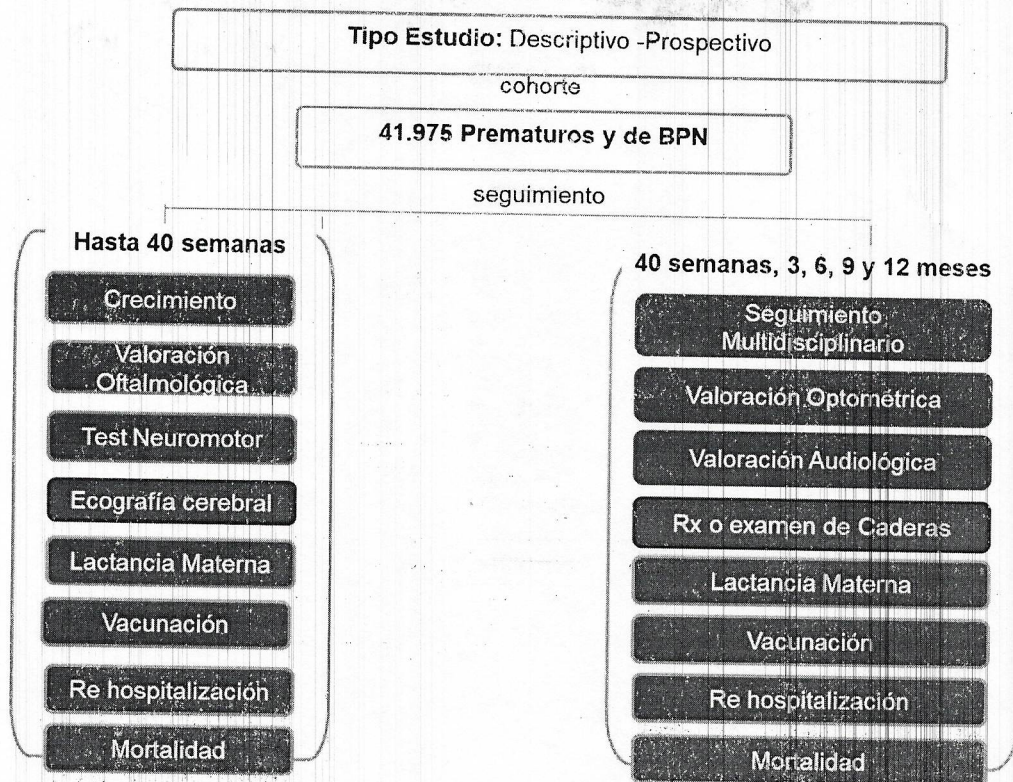 Tipo Estudio: Descriptivo -Prospectivo
cohorte
41.975 Prematuros y de BPN
seguimiento
Hasta 40 semanas
Crecimiento
Valoración
Oftalmológica
Test Neuromotor
Ecografía cerebral
Lactancia Materna
Vacunación
Re hospitalización
Mortalidad
40 semanas, 3, 6, 9 y 12 meses
Seguimiento
Multidisciplinario
Valoración Optométrica
Valoración Audiológica
Rx o examen de Caderas
Lactancia Materna
Vacunación
Re hospitalización
Mortalidad